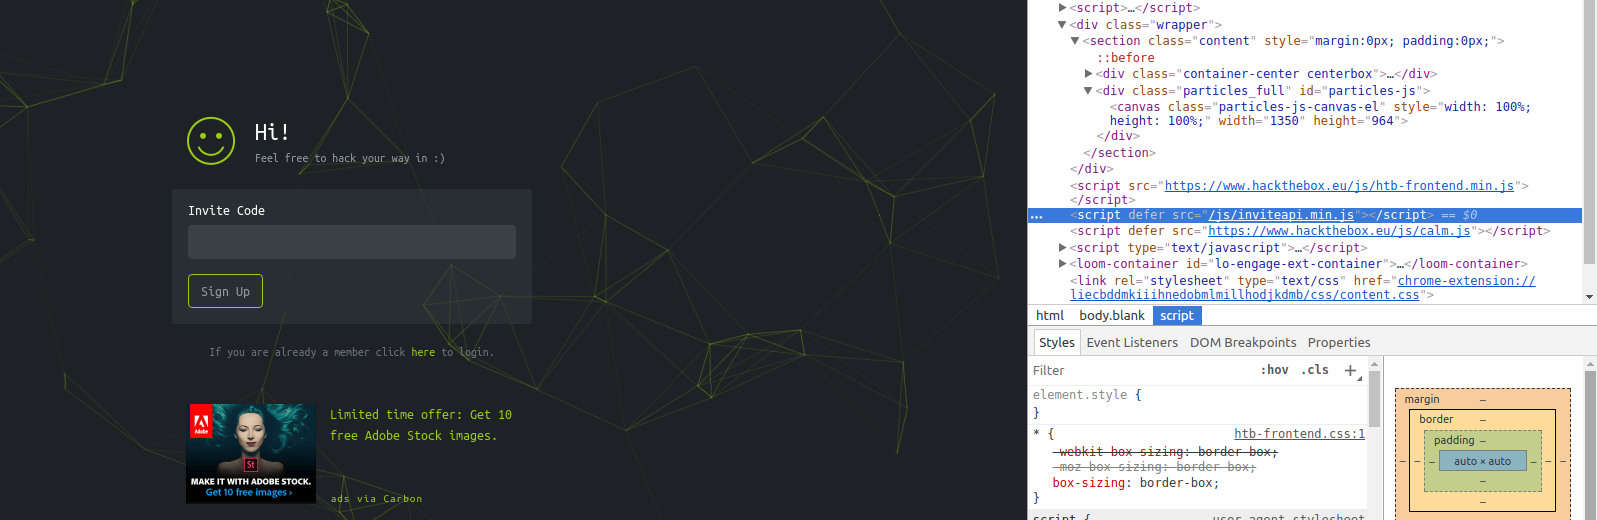 Hi!
Feel free to hack your way in :)
Invite Code
Sign Up
If you are already a member click here to login.
Adobe
St
MAKE IT WITH ADOBE STOCK.
Get 10 free images ›
Limited time offer: Get 10
free Adobe Stock images.
ads via Carbon
▶<script>…</script>
▼<div class="wrapper">
▼<section class="content" style="margin:0px; padding:0px;">
::before
▶<div class="container-center centerbox">…</div>
▼<div class="particles_full" id="particles-js">
<canvas class="particles-js-canvas-el" style="width: 100%;
height: 100%;" width="1350" height="964">
</div>
</section>
</div>
<script src="https://www.hackthebox.eu/js/htb-frontend.min.js">
</script>
… <script defer src="/js/inviteapi.min.js"></script> == $0
<script defer src="https://www.hackthebox.eu/js/calm.js"></script>
▶<script type="text/javascript">…</script>
▶<loom-container id="lo-engage-ext-container">…</loom-container>
<link rel="stylesheet" type="text/css" href="chrome-extension://
liecbddmkiiihnedobmlmillhodjkdmb/css/content.css">
html body.blank script
Styles Event Listeners DOM Breakpoints Properties
Filter :hov .cls +
element.style {
}
* { htb-frontend.css:1
-webkit-box-sizing: border-box;
-moz-box-sizing: border-box;
box-sizing: border-box;
}
script { user agent stylesheet
margin –
border –
padding –
– – – auto × auto – – –
–
–